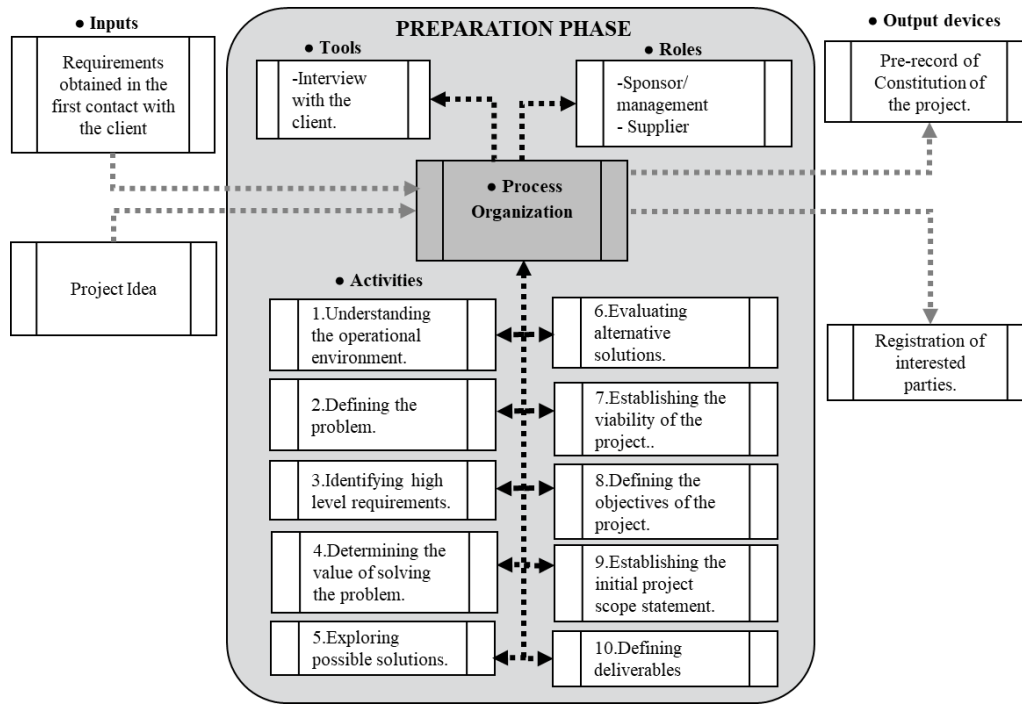 ● Inputs
Requirements
obtained in the
first contact with
the client
Project Idea
PREPARATION PHASE
● Tools
-Interview
with the
client.
● Roles
-Sponsor/
management
- Supplier
● Process
Organization
● Activities
1.Understanding
the operational
environment.
2.Defining the
problem.
3.Identifying high
level requirements.
4.Determining the
value of solving
the problem.
5.Exploring
possible solutions.
6.Evaluating
alternative
solutions.
7.Establishing the
viability of the
project..
8.Defining the
objectives of the
project.
9.Establishing the
initial project
scope statement.
10.Defining
deliverables
● Output devices
Pre-record of
Constitution of
the project.
Registration of
interested
parties.